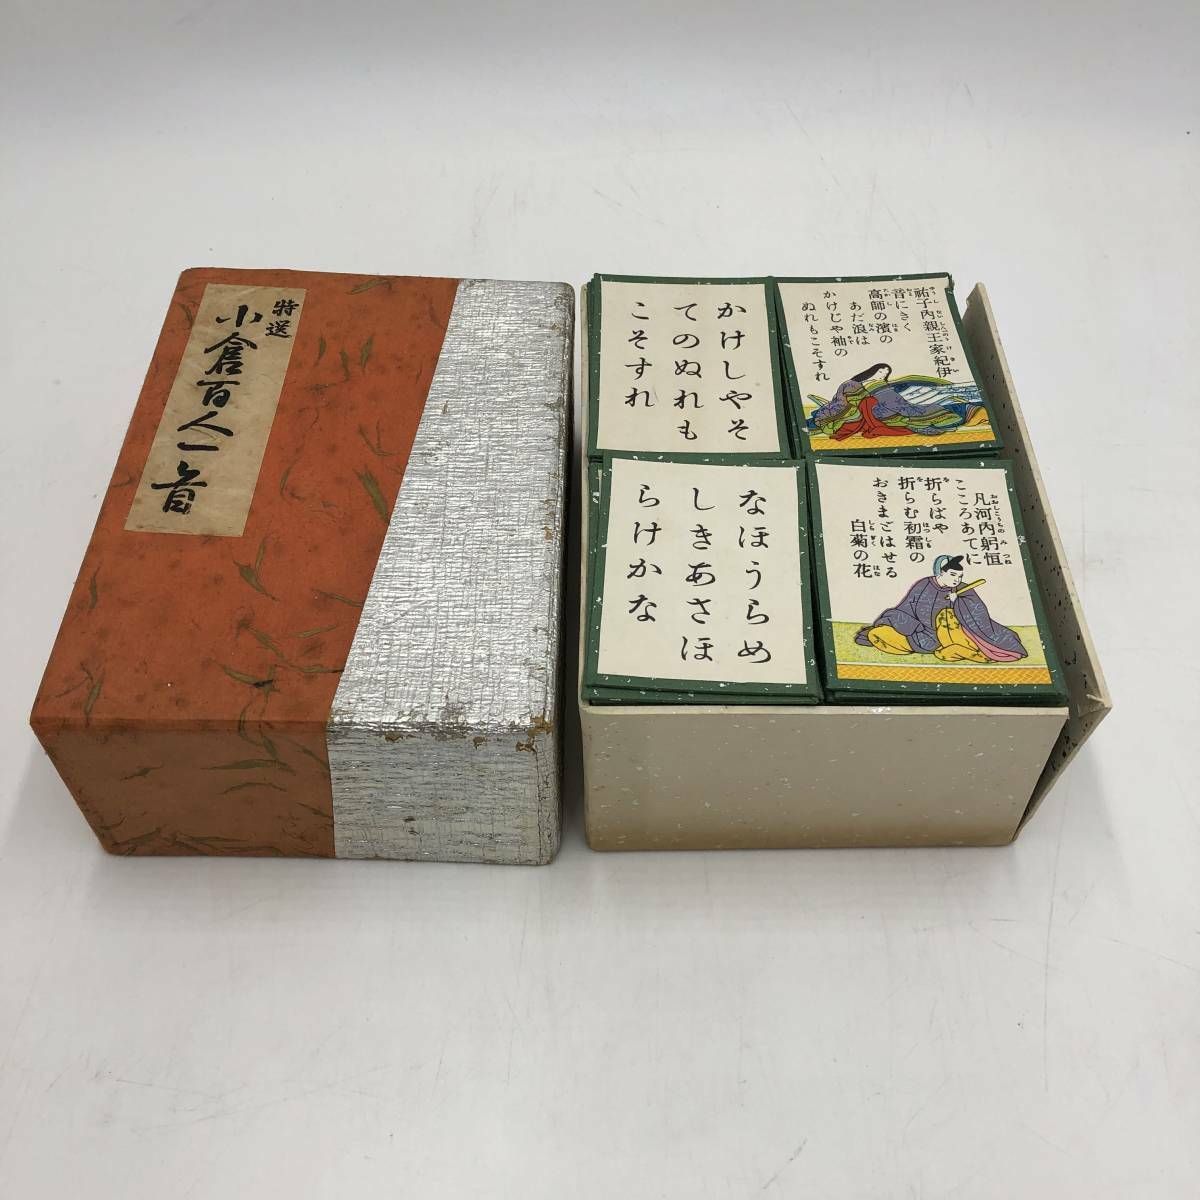 特選
小倉百人一首
かけしやそ
てのぬれも
こそすれ
祐子内親王家紀伊
昔にきく
高師の濱の
あだ浪は
かけじや袖の
ぬれもこそすれ
なほうらめ
しきあさほ
らけかな
凡河内躬恒
こころあてに
折らばや
折らむ初霜の
おきまどはせる
白菊の花